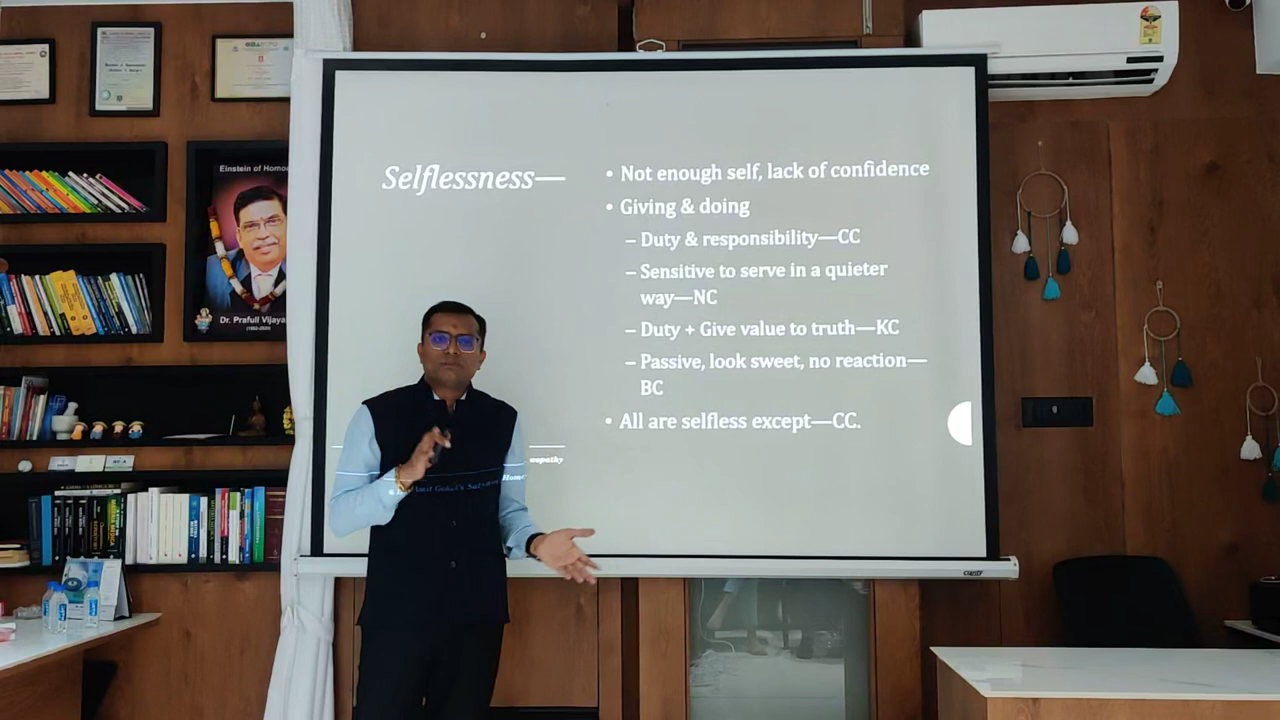 Selflessness—
• Not enough self, lack of confidence
• Giving & doing
– Duty & responsibility—CC
– Sensitive to serve in a quieter
way—NC
– Duty + Give value to truth—KC
– Passive, look sweet, no reaction—
BC
• All are selfless except—CC.
Einstein of Homoe
Dr. Prafull Vijaya
eopathy